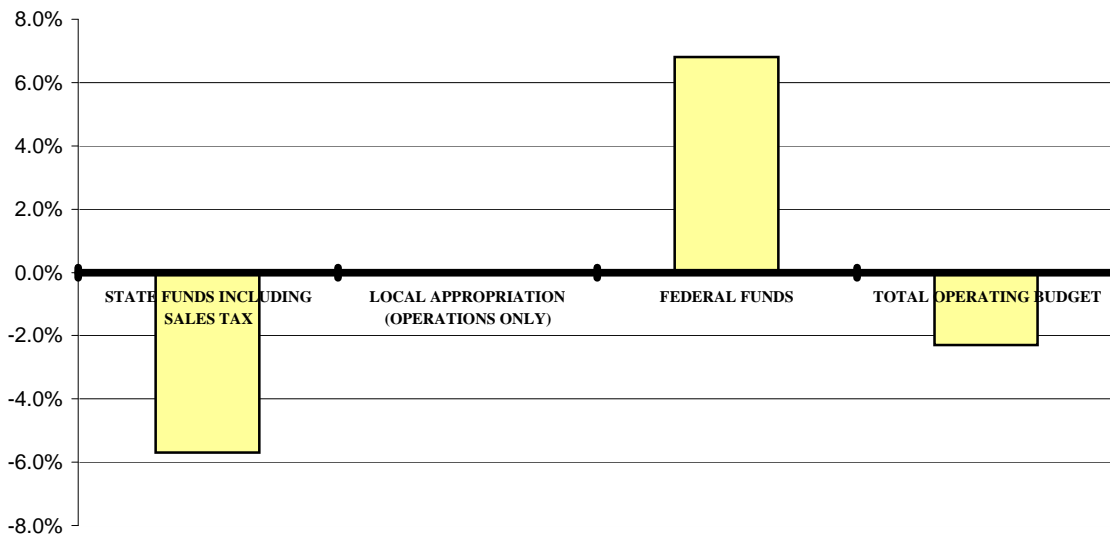 8.0%
6.0%
4.0%
2.0%
0.0%
-2.0%
-4.0%
-6.0%
-8.0%
STATE FUNDS INCLUDING
SALES TAX
LOCAL APPROPRIATION
(OPERATIONS ONLY)
FEDERAL FUNDS
TOTAL OPERATING BUDGET